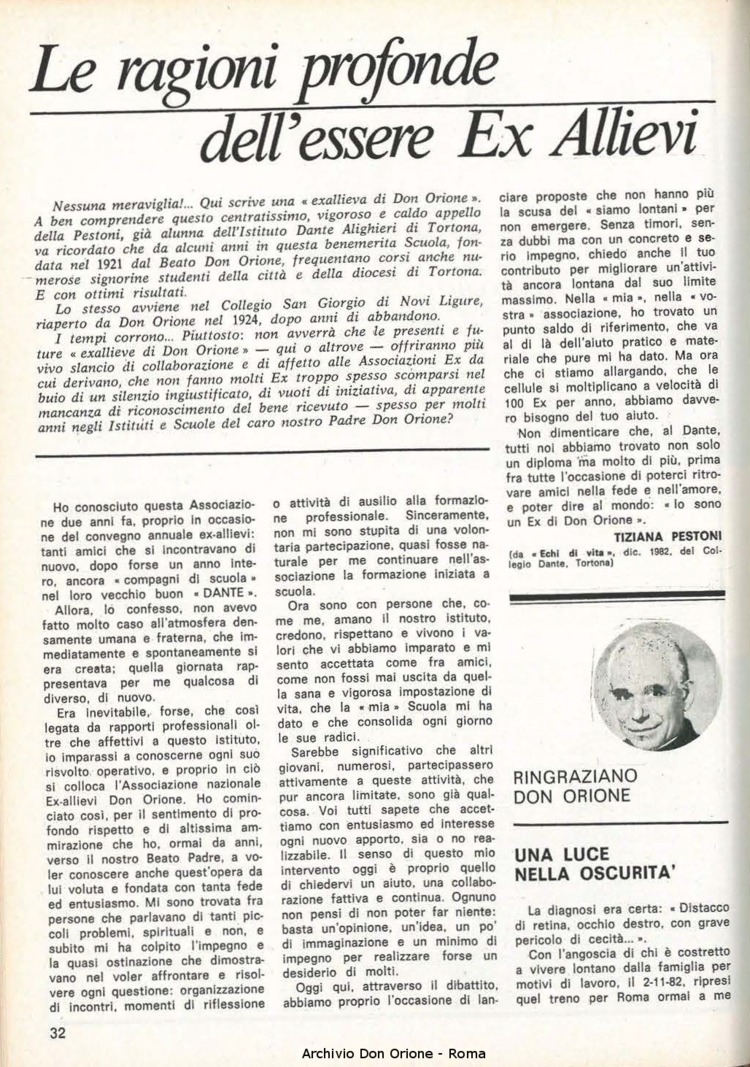 Le ragioni profonde
dell'essere Ex Allievi
Nessuna meraviglia!... Qui scrive una « exallieva di Don Orione ».
A ben comprendere questo centratissimo, vigoroso e caldo appello
della Pestoni, già alunna dell'Istituto Dante Alighieri di Tortona,
va ricordato che da alcuni anni in questa benemerita Scuola, fon-
data nel 1921 dal Beato Don Orione, frequentano corsi anche nu-
merose signorine studenti della città e della diocesi di Tortona.
E con ottimi risultati.
Lo stesso avviene nel Collegio San Giorgio di Novi Ligure,
riaperto da Don Orione nel 1924, dopo anni di abbandono.
I tempi corrono... Piuttosto: non avverrà che le presenti e fu-
ture « exallieve di Don Orione » — qui o altrove — offriranno più
vivo slancio di collaborazione e di affetto alle Associazioni Ex da
cui derivano, che non fanno molti Ex troppo spesso scomparsi nel
buio di un silenzio ingiustificato, di vuoti di iniziativa, di apparente
mancanza di riconoscimento del bene ricevuto — spesso per molti
anni negli Istituti e Scuole del caro nostro Padre Don Orione?
Ho conosciuto questa Associazio-
ne due anni fa, proprio in occasio-
ne del convegno annuale ex-allievi:
tanti amici che si incontravano di
nuovo, dopo forse un anno inte-
ro, ancora « compagni di scuola »
nel loro vecchio buon « DANTE ».
Allora, lo confesso, non avevo
fatto molto caso all'atmosfera den-
samente umana e fraterna, che im-
mediatamente e spontaneamente si
era creata; quella giornata rap-
presentava per me qualcosa di
diverso, di nuovo.
Era inevitabile, forse, che così
legata da rapporti professionali ol-
tre che affettivi a questo istituto,
io imparassi a conoscerne ogni suo
risvolto operativo, e proprio in ciò
si colloca l'Associazione nazionale
Ex-allievi Don Orione. Ho comin-
ciato così, per il sentimento di pro-
fondo rispetto e di altissima am-
mirazione che ho, ormai da anni,
verso il nostro Beato Padre, a vo-
ler conoscere anche quest'opera da
lui voluta e fondata con tanta fede
ed entusiasmo. Mi sono trovata fra
persone che parlavano di tanti pic-
coli problemi, spirituali e non, e
subito mi ha colpito l'impegno e
la quasi ostinazione che dimostra-
vano nel voler affrontare e risol-
vere ogni questione: organizzazione
di incontri, momenti di riflessione
o attività di ausilio alla formazio-
ne professionale. Sinceramente,
non mi sono stupita di una volon-
taria partecipazione, quasi fosse na-
turale per me continuare nell'as-
sociazione la formazione iniziata a
scuola.
Ora sono con persone che, co-
me me, amano il nostro istituto,
credono, rispettano e vivono i va-
lori che vi abbiamo imparato e mi
sento accettata come fra amici,
come non fossi mai uscita da quel-
la sana e vigorosa impostazione di
vita, che la « mia » Scuola mi ha
dato e che consolida ogni giorno
le sue radici.
Sarebbe significativo che altri
giovani, numerosi, partecipassero
attivamente a queste attività, che
pur ancora limitate, sono già qual-
cosa. Voi tutti sapete che accet-
tiamo con entusiasmo ed interesse
ogni nuovo apporto, sia o no rea-
lizzabile. Il senso di questo mio
intervento oggi è proprio quello
di chiedervi un aiuto, una collabo-
razione fattiva e continua. Ognuno
non pensi di non poter far niente:
basta un'opinione, un'idea, un po'
di immaginazione e un minimo di
impegno per realizzare forse un
desiderio di molti.
Oggi qui, attraverso il dibattito,
abbiamo proprio l'occasione di lan-
ciare proposte che non hanno più
la scusa del « siamo lontani » per
non emergere. Senza timori, sen-
za dubbi ma con un concreto e se-
rio impegno, chiedo anche il tuo
contributo per migliorare un'attivi-
tà ancora lontana dal suo limite
massimo. Nella « mia », nella « vo-
stra » associazione, ho trovato un
punto saldo di riferimento, che va
al di là dell'aiuto pratico e mate-
riale che pure mi ha dato. Ma ora
che ci stiamo allargando, che le
cellule si moltiplicano a velocità di
100 Ex per anno, abbiamo davve-
ro bisogno del tuo aiuto.
Non dimenticare che, al Dante,
tutti noi abbiamo trovato non solo
un diploma ma molto di più, prima
fra tutte l'occasione di poterci ritro-
vare amici nella fede e nell'amore,
e poter dire al mondo: « Io sono
un Ex di Don Orione ».
TIZIANA PESTONI
(da « Echi di vita », dic. 1982, del Col-
legio Dante, Tortona)
RINGRAZIANO
DON ORIONE
UNA LUCE
NELLA OSCURITA'
La diagnosi era certa: « Distacco
di retina, occhio destro, con grave
pericolo di cecità... ».
Con l'angoscia di chi è costretto
a vivere lontano dalla famiglia per
motivi di lavoro, il 2-11-82, ripresi
quel treno per Roma ormai a me
32
Archivio Don Orione - Roma